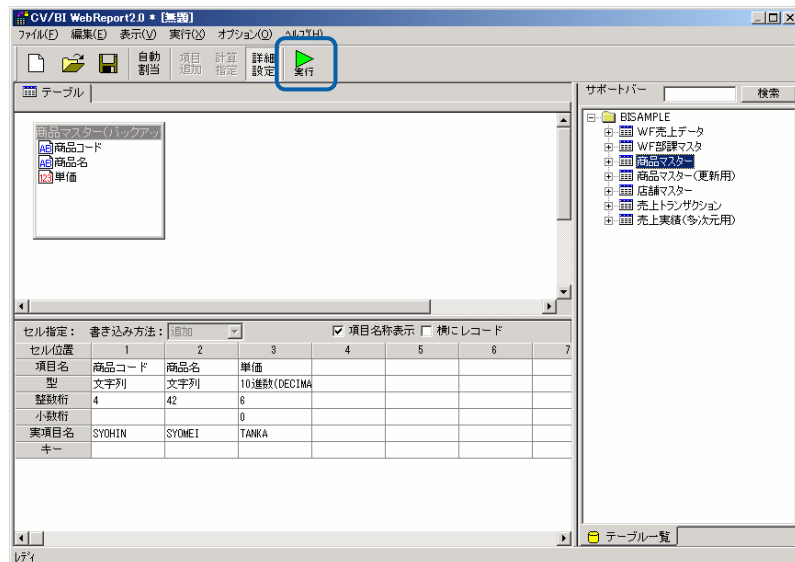 CV/BI WebReport2.0 * [無題]
ファイル(F) 編集(E) 表示(V) 実行(X) オプション(O) ヘルプ(H)
自動割当 項目追加 計算指定 詳細設定 実行
テーブル
商品マスター(バックアッ
AB 商品コード
AB 商品名
123 単価
セル指定: 書き込み方法: 追加 項目名称表示 横にレコード
セル位置 1 2 3 4 5 6 7
項目名 商品コード 商品名 単価
型 文字列 文字列 10進数(DECIMA
整数桁 4 42 6
小数桁 0
実項目名 SYOHIN SYOMEI TANKA
キー
レディ
サポートバー 検索
BISAMPLE
WF売上データ
WF部課マスタ
商品マスター
商品マスター(更新用)
店舗マスター
売上トランザクション
売上実績(多次元用)
テーブル一覧